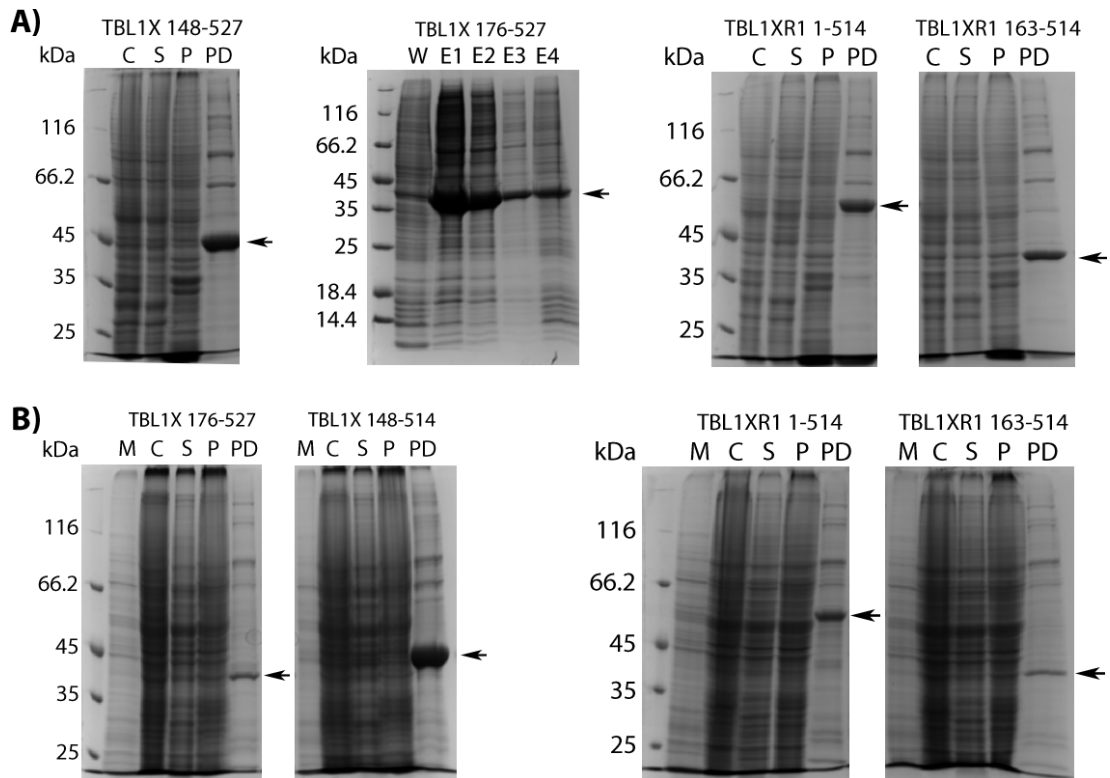 A)
TBL1X 148-527
kDa C S P PD
116
66.2
45
35
25
TBL1X 176-527
kDa W E1 E2 E3 E4
116
66.2
45
35
25
18.4
14.4
TBL1XR1 1-514
kDa C S P PD
116
66.2
45
35
25
TBL1XR1 163-514
C S P PD
B)
TBL1X 176-527
kDa M C S P PD
116
66.2
45
35
25
TBL1X 148-514
M C S P PD
TBL1XR1 1-514
kDa M C S P PD
116
66.2
45
35
25
TBL1XR1 163-514
M C S P PD